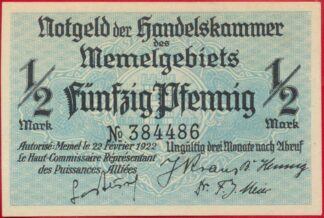 Notgeld der Handelskammer
des
Memelgebiets
1/2 Mark
Fünfzig Pfennig
1/2 Mark
No 384486
Autorisé: Memel le 22 Février 1922
Le Haut-Commissaire Représentant
des Puissances Alliées
Ungültig drei Monate nach Abruf